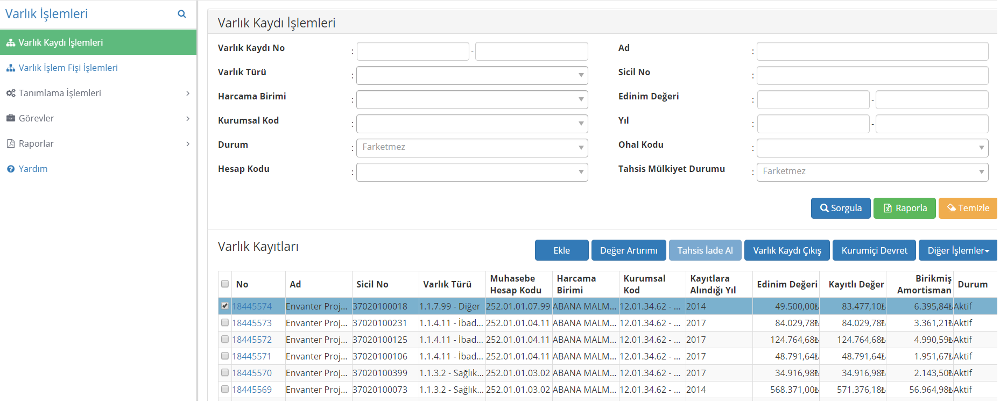 Varlık İşlemleri
Varlık Kaydı İşlemleri
Varlık İşlem Fişi İşlemleri
Tanımlama İşlemleri
Görevler
Raporlar
Yardım
Varlık Kaydı İşlemleri
Varlık Kaydı No : - Ad :
Varlık Türü : Sicil No :
Harcama Birimi : Edinim Değeri : -
Kurumsal Kod : Yıl : -
Durum : Farketmez Ohal Kodu :
Hesap Kodu : Tahsis Mülkiyet Durumu : Farketmez
Sorgula Raporla Temizle
Varlık Kayıtları Ekle Değer Artırımı Tahsis İade Al Varlık Kaydı Çıkış Kurumiçi Devret Diğer İşlemler
No Ad Sicil No Varlık Türü Muhasebe Hesap Kodu Harcama Birimi Kurumsal Kod Kayıtlara Alındığı Yıl Edinim Değeri Kayıtlı Değer Birikmiş Amortisman Durum
18445574 Envanter Proj... 37020100018 1.1.7.99 - Diğer 252.01.01.07.99 ABANA MALM... 12.01.34.62 - ... 2014 49.500,00₺ 83.477,10₺ 6.395,84₺ Aktif
18445573 Envanter Proj... 37020100231 1.1.4.11 - İbad... 252.01.01.04.11 ABANA MALM... 12.01.34.62 - ... 2017 84.029,78₺ 84.029,78₺ 3.361,21₺ Aktif
18445572 Envanter Proj... 37020100125 1.1.4.11 - İbad... 252.01.01.04.11 ABANA MALM... 12.01.34.62 - ... 2017 124.764,68₺ 124.764,68₺ 4.990,59₺ Aktif
18445571 Envanter Proj... 37020100106 1.1.4.11 - İbad... 252.01.01.04.11 ABANA MALM... 12.01.34.62 - ... 2017 48.791,64₺ 48.791,64₺ 1.951,67₺ Aktif
18445570 Envanter Proj... 37020100399 1.1.3.2 - Sağlık... 252.01.01.03.02 ABANA MALM... 12.01.34.62 - ... 2017 34.916,98₺ 34.916,98₺ 2.143,50₺ Aktif
18445569 Envanter Proj... 37020100073 1.1.3.2 - Sağlık... 252.01.01.03.02 ABANA MALM... 12.01.34.62 - ... 2014 568.371,00₺ 571.376,18₺ 56.964,98₺ Aktif